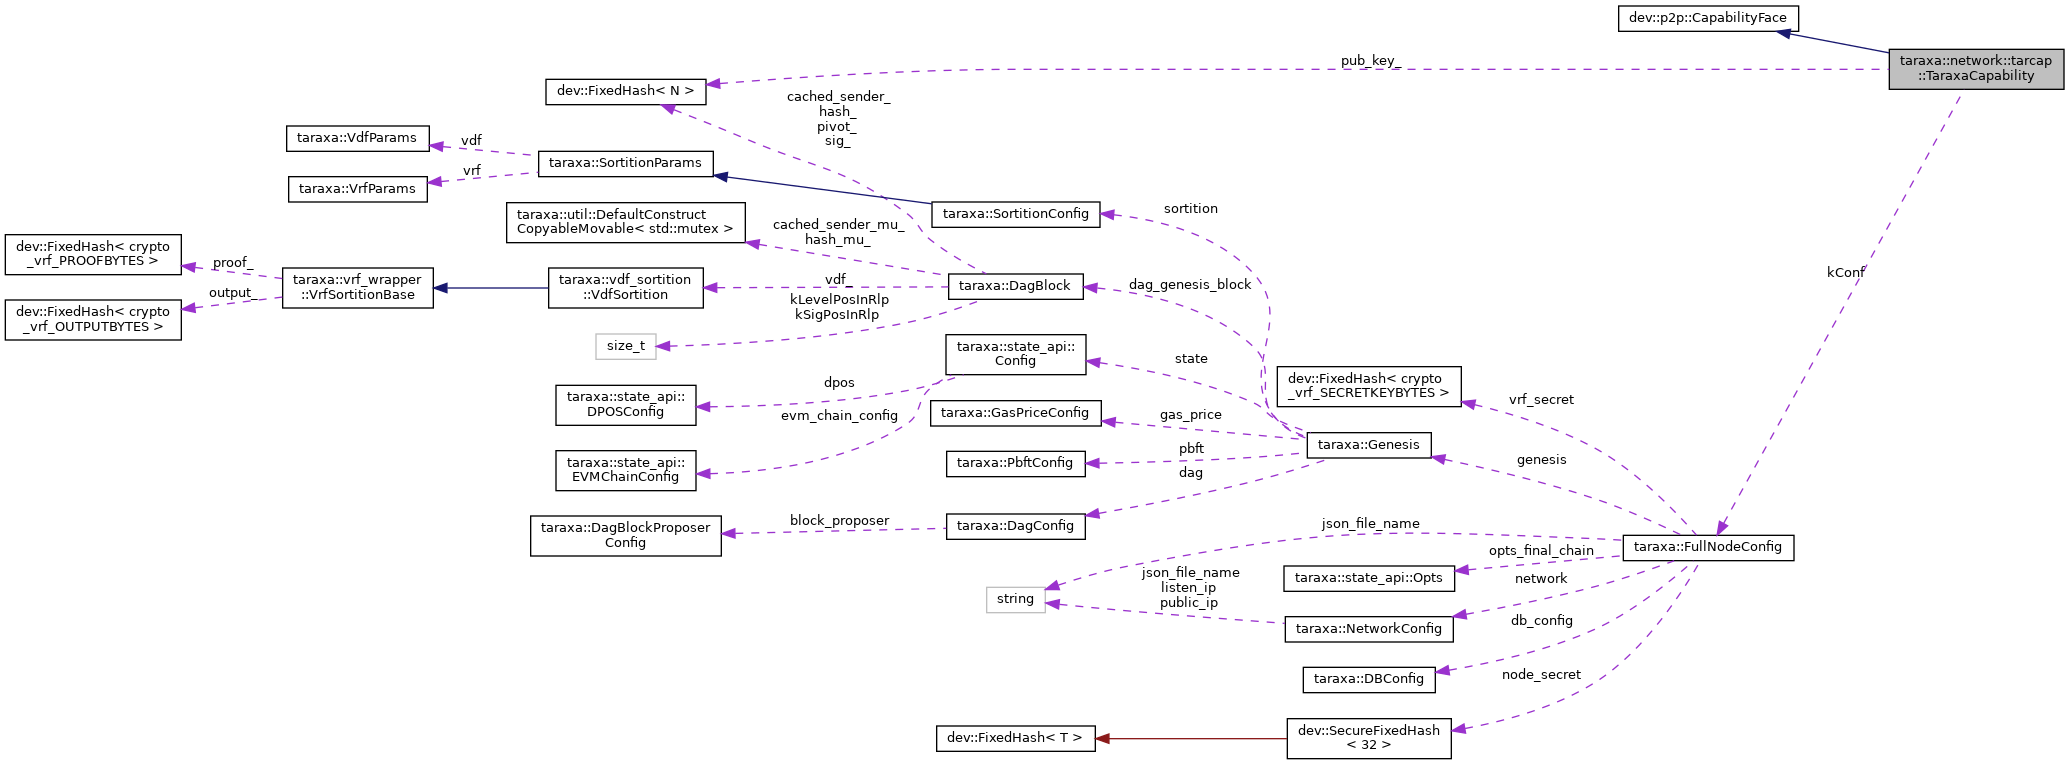 dev::p2p::CapabilityFace
taraxa::network::tarcap
::TaraxaCapability
pub_key_
dev::FixedHash< N >
cached_sender_
hash_
pivot_
sig_
taraxa::VdfParams
vdf
taraxa::SortitionParams
taraxa::VrfParams
vrf
taraxa::SortitionConfig
sortition
taraxa::util::DefaultConstruct
CopyableMovable< std::mutex >
cached_sender_mu_
hash_mu_
dev::FixedHash< crypto
_vrf_PROOFBYTES >
proof_
dev::FixedHash< crypto
_vrf_OUTPUTBYTES >
output_
taraxa::vrf_wrapper
::VrfSortitionBase
taraxa::vdf_sortition
::VdfSortition
vdf_
taraxa::DagBlock
dag_genesis_block
kConf
kLevelPosInRlp
kSigPosInRlp
size_t
taraxa::state_api::
Config
state
dpos
taraxa::state_api::
DPOSConfig
evm_chain_config
taraxa::state_api::
EVMChainConfig
dev::FixedHash< crypto
_vrf_SECRETKEYBYTES >
vrf_secret
taraxa::GasPriceConfig
gas_price
taraxa::Genesis
genesis
taraxa::PbftConfig
pbft
dag
taraxa::DagConfig
block_proposer
taraxa::DagBlockProposer
Config
json_file_name
taraxa::FullNodeConfig
opts_final_chain
taraxa::state_api::Opts
network
string
json_file_name
listen_ip
public_ip
taraxa::NetworkConfig
db_config
taraxa::DBConfig
node_secret
dev::SecureFixedHash
< 32 >
dev::FixedHash< T >